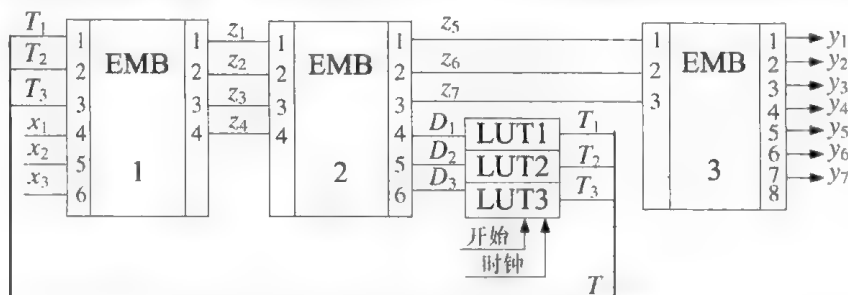 T1 1 1 z1 1 1 z5 1 1 y1
T2 2 EMB 2 z2 2 EMB 2 z6 2 EMB 2 y2
T3 3 3 z3 3 3 z7 3 3 y3
x1 4 4 z4 4 4 D1 LUT1 T1 4 y4
x2 5 5 D2 LUT2 T2 5 y5
x3 6 1 2 6 D3 LUT3 T3 3 6 y6
7 y7
8
开始
时钟
T